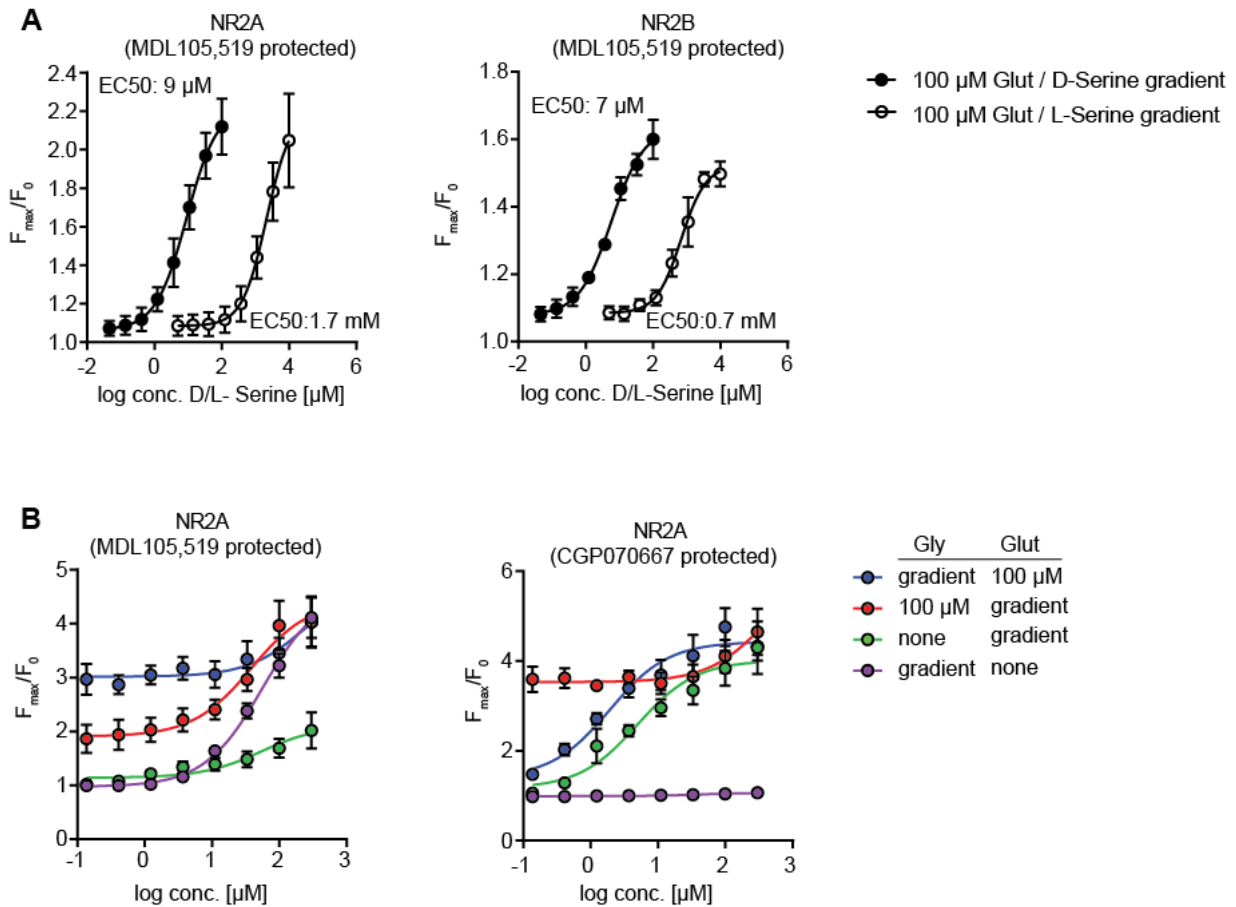 A
NR2A
(MDL105,519 protected)
EC50: 9 µM
EC50:1.7 mM
2.4
2.2
2.0
1.8
1.6
1.4
1.2
1.0
Fmax/F0
-2
0
2
4
6
log conc. D/L- Serine [µM]
NR2B
(MDL105,519 protected)
EC50: 7 µM
EC50:0.7 mM
1.8
1.6
1.4
1.2
1.0
Fmax/F0
-2
0
2
4
6
log conc. D/L-Serine [µM]
100 µM Glut / D-Serine gradient
100 µM Glut / L-Serine gradient
B
NR2A
(MDL105,519 protected)
5
4
3
2
1
0
Fmax/F0
-1
0
1
2
3
log conc. [µM]
NR2A
(CGP070667 protected)
6
4
2
0
Fmax/F0
-1
0
1
2
3
log conc. [µM]
Gly Glut
gradient 100 µM
100 µM gradient
none gradient
gradient none